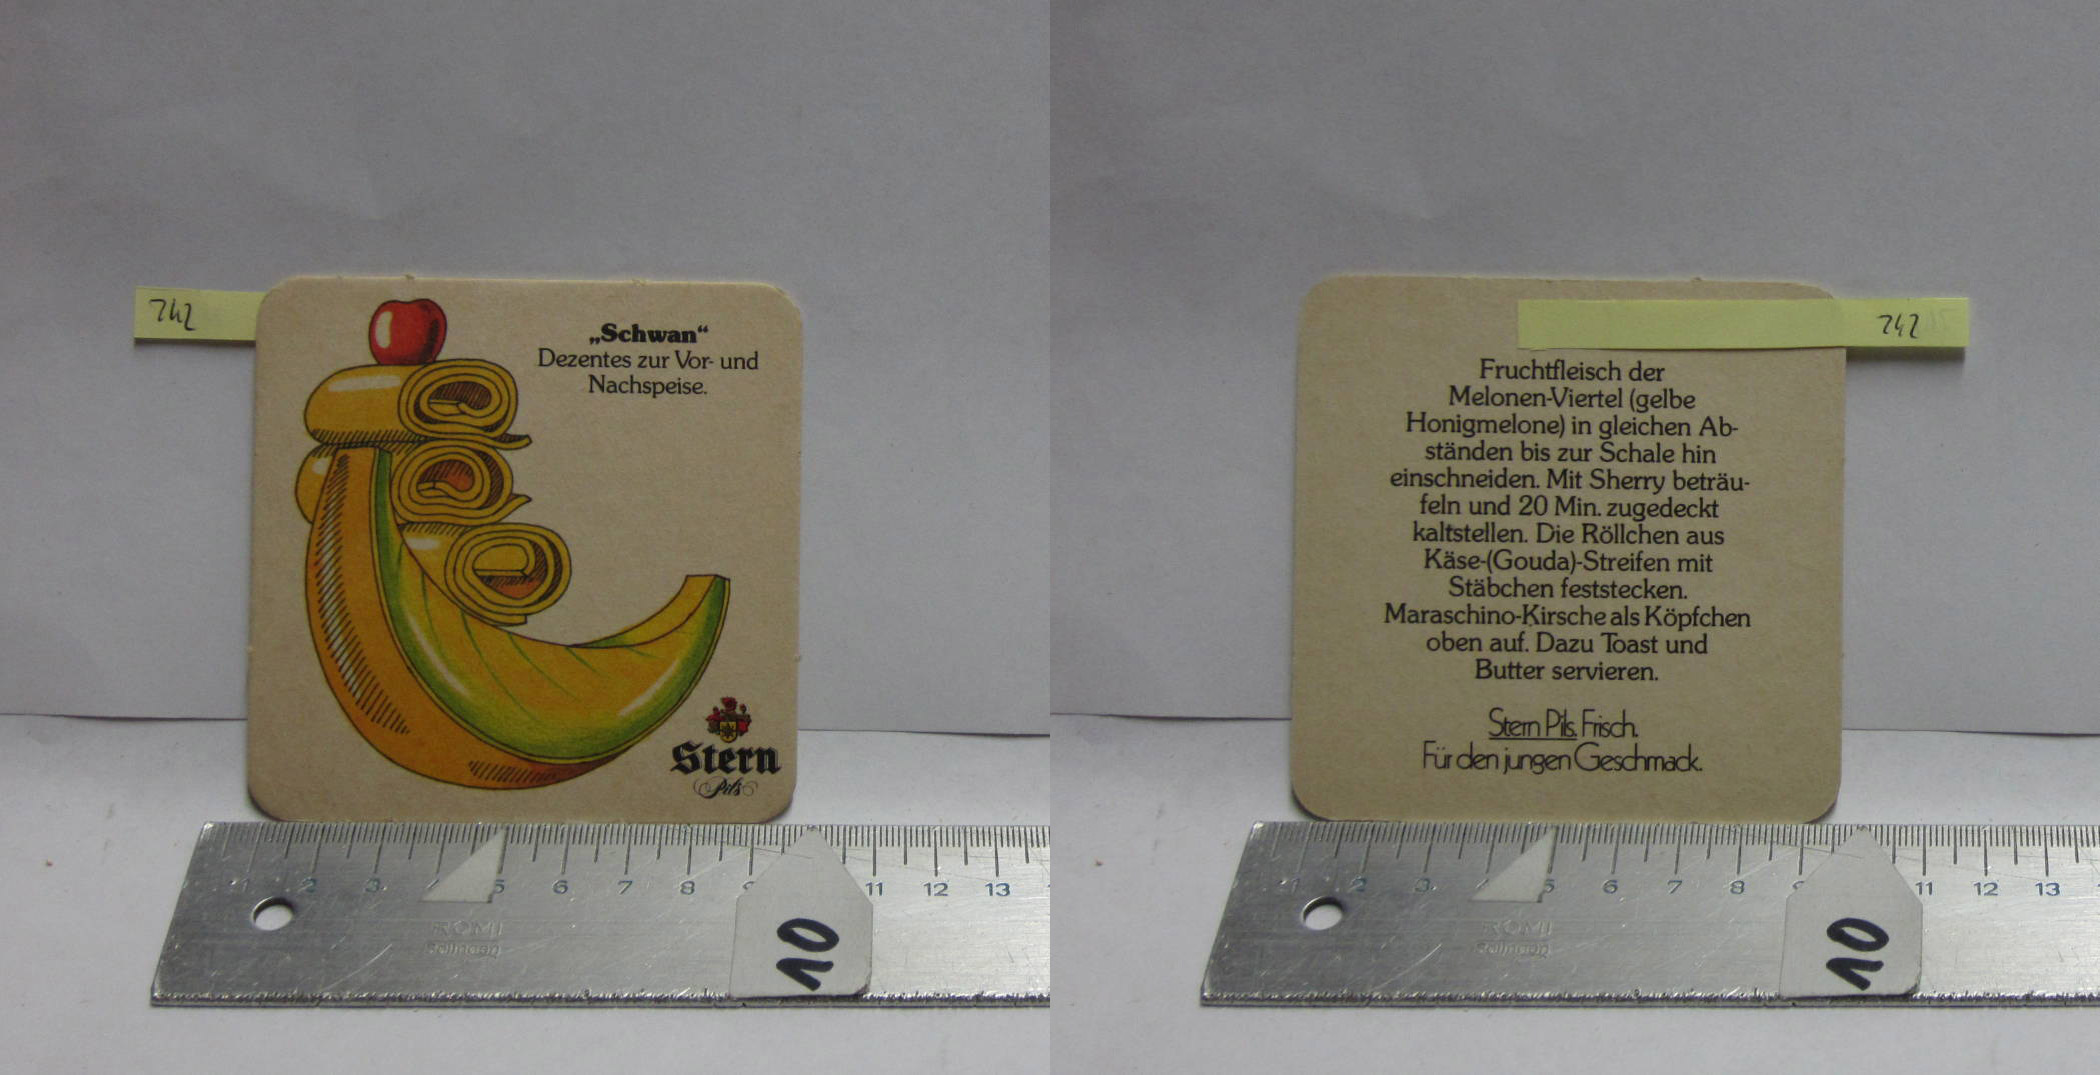 742
„Schwan“
Dezentes zur Vor- und
Nachspeise.
Stern
Pils
1 2 3 4 5 6 7 8 9 11 12 13
ROMI
Solingen
10
742
Fruchtfleisch der
Melonen-Viertel (gelbe
Honigmelone) in gleichen Ab-
ständen bis zur Schale hin
einschneiden. Mit Sherry beträu-
feln und 20 Min. zugedeckt
kaltstellen. Die Röllchen aus
Käse-(Gouda)-Streifen mit
Stäbchen feststecken.
Maraschino-Kirsche als Köpfchen
oben auf. Dazu Toast und
Butter servieren.
Stern Pils. Frisch.
Für den jungen Geschmack.
1 2 3 4 5 6 7 8 9 11 12 13
ROMI
Solingen
10